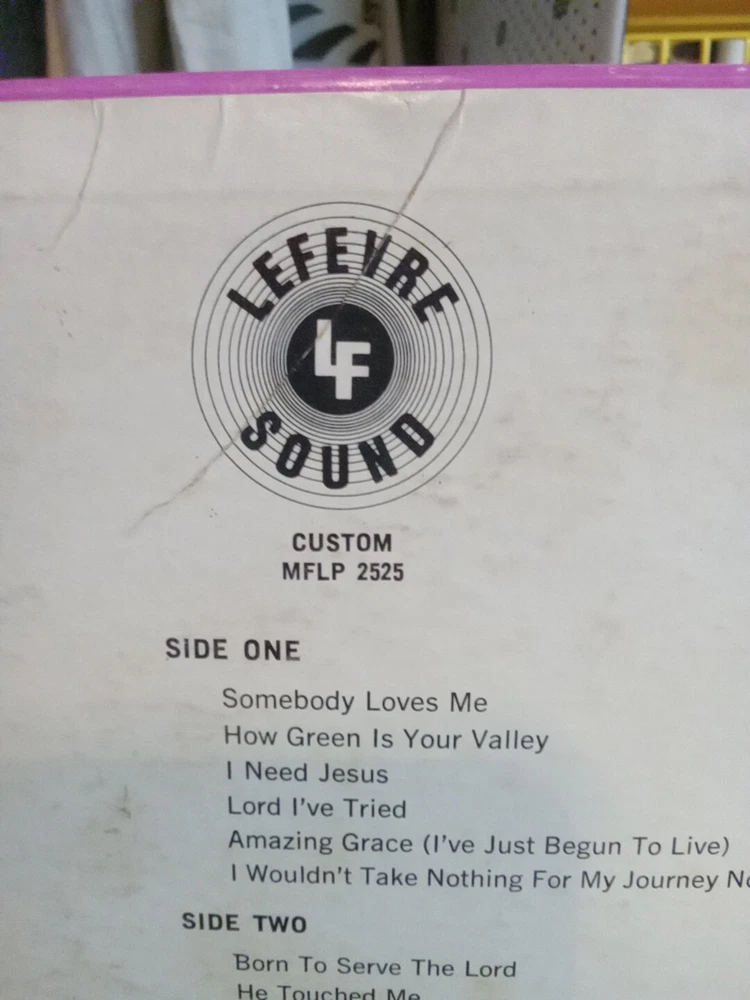 LEFEVRE
LF
SOUND
CUSTOM
MFLP 2525
SIDE ONE
Somebody Loves Me
How Green Is Your Valley
I Need Jesus
Lord I've Tried
Amazing Grace (I've Just Begun To Live)
I Wouldn't Take Nothing For My Journey
SIDE TWO
Born To Serve The Lord
He Touched Me